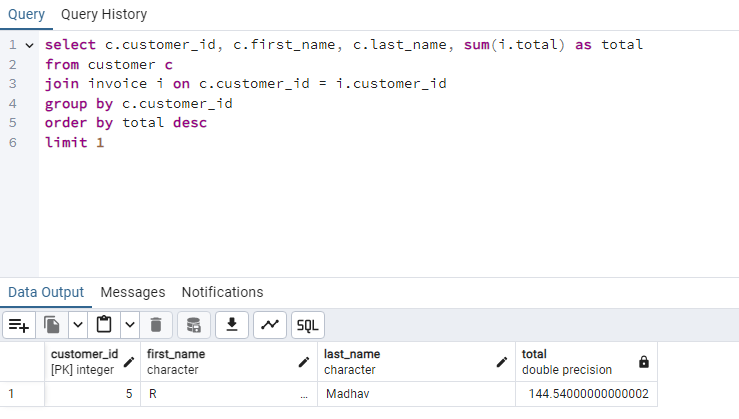 Query Query History
1 select c.customer_id, c.first_name, c.last_name, sum(i.total) as total
2 from customer c
3 join invoice i on c.customer_id = i.customer_id
4 group by c.customer_id
5 order by total desc
6 limit 1
Data Output Messages Notifications
SQL
customer_id first_name last_name total
[PK] integer character character double precision
1 5 R ... Madhav 144.54000000000002